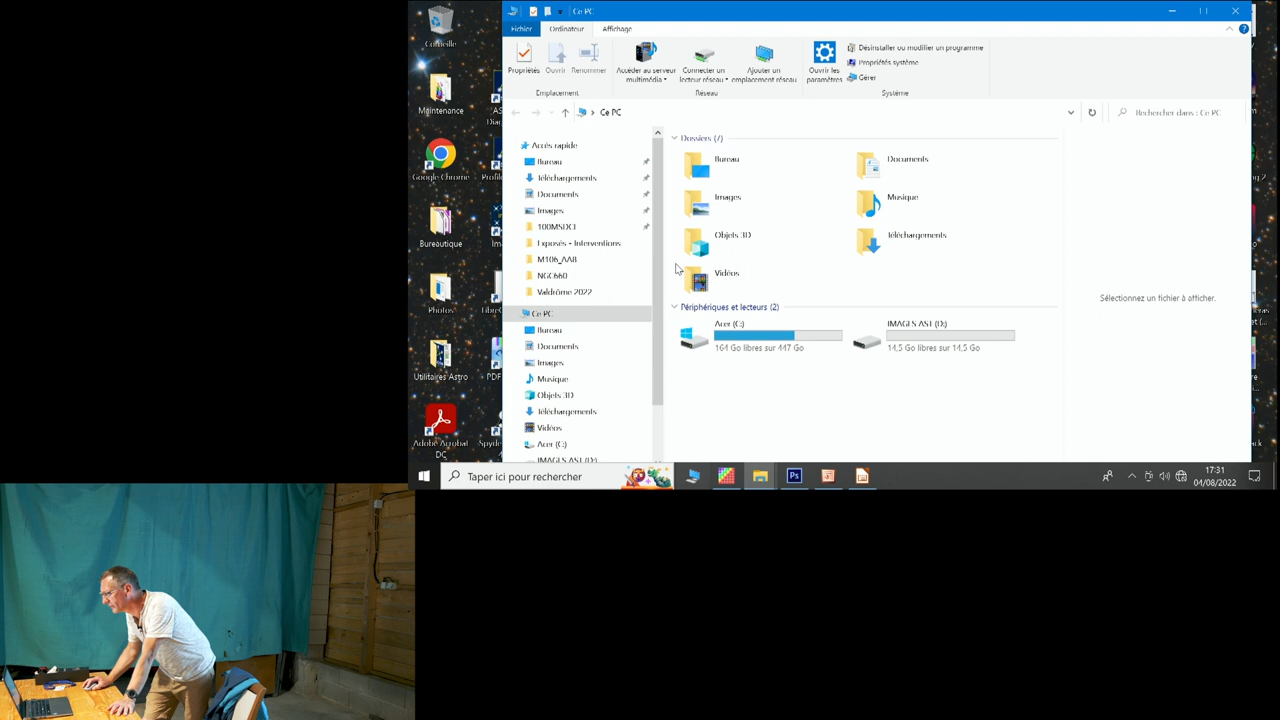 Corbeille
Maintenance
Google Chrome
Bureautique
Photos
Utilitaires Astro
Adobe Acrobat
DC
PDF
Ce PC
Fichier
Ordinateur
Affichage
Propriétés
Ouvrir
Renommer
Accéder au serveur
multimédia
Connecter un
lecteur réseau
Ajouter un
emplacement réseau
Ouvrir les
paramètres
Désinstaller ou modifier un programme
Propriétés système
Gérer
Emplacement
Réseau
Système
Ce PC
Rechercher dans : Ce PC
Accès rapide
Bureau
Téléchargements
Documents
Images
100MSDCF
Exposés - Interventions
M106_AAB
NGC660
Valdrôme 2022
Ce PC
Bureau
Documents
Images
Musique
Objets 3D
Téléchargements
Vidéos
Acer (C:)
IMAGES AST (D:)
Dossiers (7)
Bureau
Documents
Images
Musique
Objets 3D
Téléchargements
Vidéos
Périphériques et lecteurs (2)
Acer (C:)
164 Go libres sur 447 Go
IMAGES AST (D:)
14,5 Go libres sur 14,5 Go
Sélectionnez un fichier à afficher.
Taper ici pour rechercher
Ps
17:31
04/08/2022